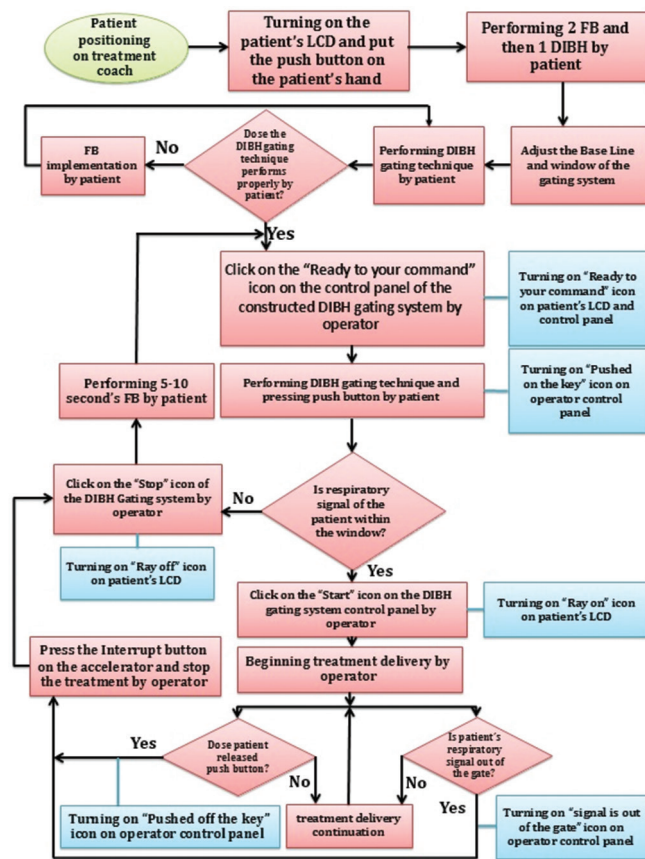 Patient
positioning
on treatment
coach
Turning on the
patient's LCD and put
the push button on
the patient's hand
Performing 2 FB and
then 1 DIBH by
patient
Adjust the Base Line
and window of the
gating system
Performing DIBH
gating technique
by patient
Dose the
DIBH gating
technique
performs
properly by
patient?
No
FB
implementation
by patient
Yes
Click on the "Ready to your command"
icon on the control panel of the
constructed DIBH gating system by
operator
Turning on "Ready to
your command" icon
on patient's LCD and
control panel
Performing DIBH gating technique and
pressing push button by patient
Turning on "Pushed
on the key" icon on
operator control
panel
Performing 5-10
second's FB by patient
Is respiratory
signal of the
patient within
the window?
No
Click on the "Stop" icon of
the DIBH Gating system by
operator
Turning on "Ray off" icon
on patient's LCD
Yes
Click on the "Start" icon on the DIBH
gating system control panel by
operator
Turning on "Ray on" icon
on patient's LCD
Beginning treatment delivery by
operator
Press the Interrupt button
on the accelerator and stop
the treatment by operator
Dose patient
released
push button?
Yes
No
Is patient's
respiratory
signal out of
the gate?
No
Yes
treatment delivery
continuation
Turning on "Pushed off the key"
icon on operator control panel
Turning on "signal is out
of the gate" icon on
operator control panel